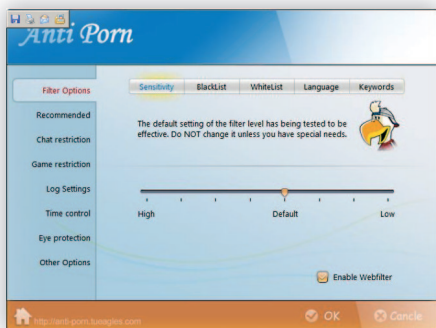 Anti Porn
Filter Options
Recommended
Chat restriction
Game restriction
Log Settings
Time control
Eye protection
Other Options
Sensitivity BlackList WhiteList Language Keywords
The default setting of the filter level has being tested to be
effective. Do NOT change it unless you have special needs.
High Default Low
Enable Webfilter
http://anti-porn.tueagles.com OK Cancle